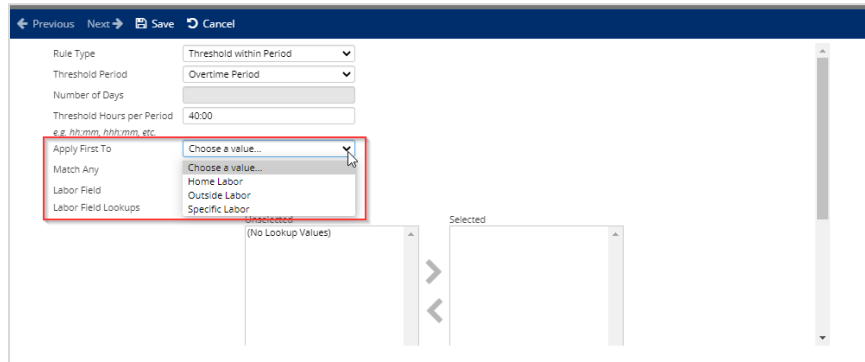 Previous Next Save Cancel
Rule Type Threshold within Period
Threshold Period Overtime Period
Number of Days
Threshold Hours per Period 40:00
e.g. hh:mm, hhh:mm, etc.
Apply First To Choose a value...
Match Any Choose a value...
Home Labor
Labor Field Outside Labor
Labor Field Lookups Specific Labor
Unselected Selected
(No Lookup Values)